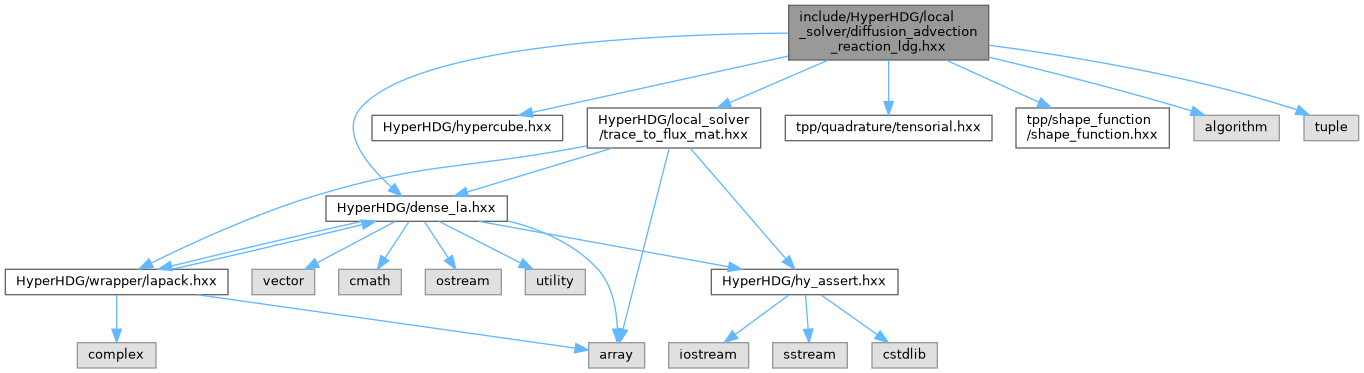 include/HyperHDG/local
_solver/diffusion_advection
_reaction_ldg.hxx
HyperHDG/hypercube.hxx
HyperHDG/local_solver
/trace_to_flux_mat.hxx
tpp/quadrature/tensorial.hxx
tpp/shape_function
/shape_function.hxx
algorithm
tuple
HyperHDG/dense_la.hxx
HyperHDG/wrapper/lapack.hxx
vector
cmath
ostream
utility
HyperHDG/hy_assert.hxx
complex
array
iostream
sstream
cstdlib